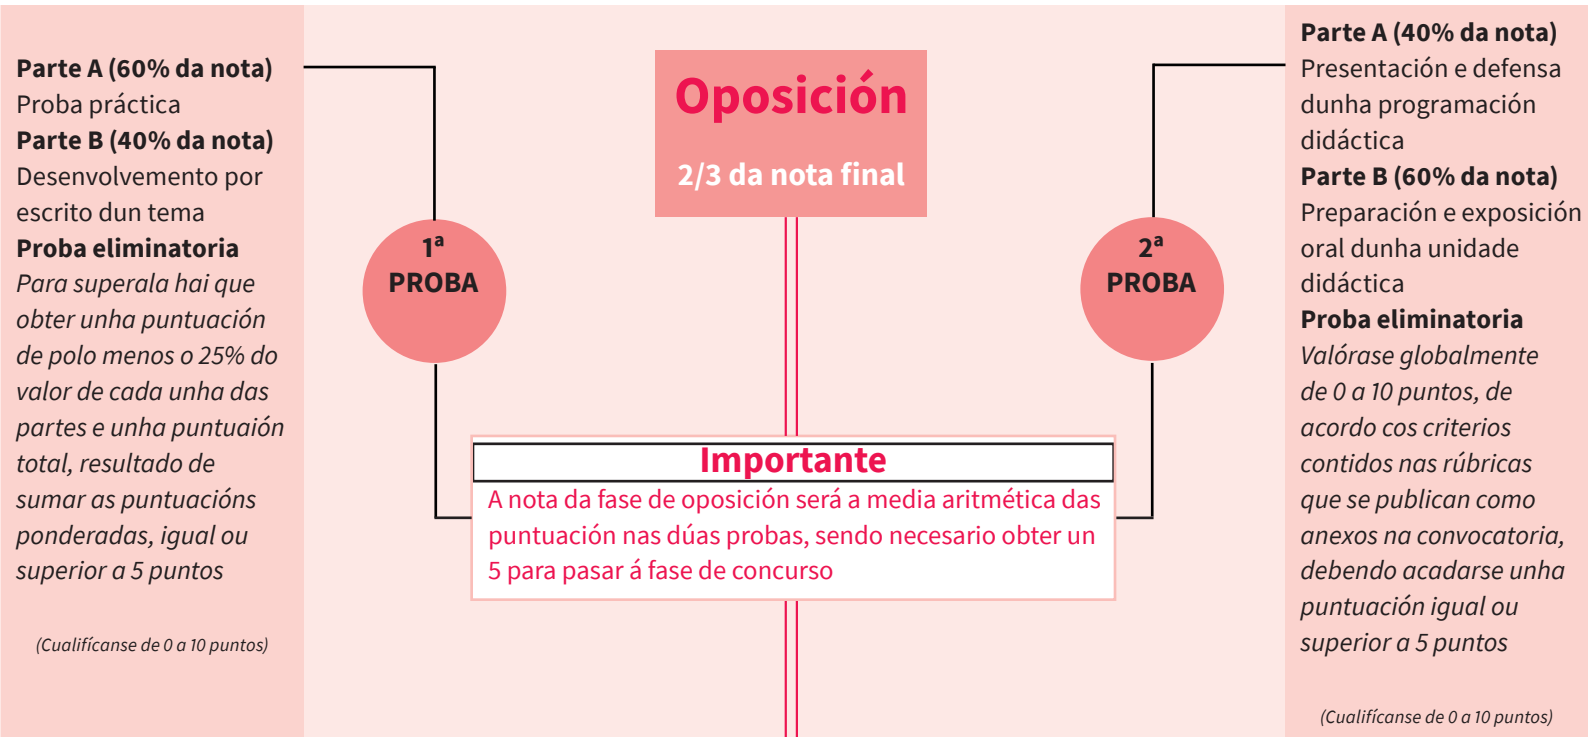 Parte A (60% da nota)
Proba práctica
Parte B (40% da nota)
Desenvolvemento por
escrito dun tema
Proba eliminatoria
Para superala hai que
obter unha puntuación
de polo menos o 25% do
valor de cada unha das
partes e unha puntuaión
total, resultado de
sumar as puntuacións
ponderadas, igual ou
superior a 5 puntos
(Cualifícanse de 0 a 10 puntos)
1ª
PROBA
Oposición
2/3 da nota final
Importante
A nota da fase de oposición será a media aritmética das
puntuación nas dúas probas, sendo necesario obter un
5 para pasar á fase de concurso
2ª
PROBA
Parte A (40% da nota)
Presentación e defensa
dunha programación
didáctica
Parte B (60% da nota)
Preparación e exposición
oral dunha unidade
didáctica
Proba eliminatoria
Valórase globalmente
de 0 a 10 puntos, de
acordo cos criterios
contidos nas rúbricas
que se publican como
anexos na convocatoria,
debendo acadarse unha
puntuación igual ou
superior a 5 puntos
(Cualifícanse de 0 a 10 puntos)